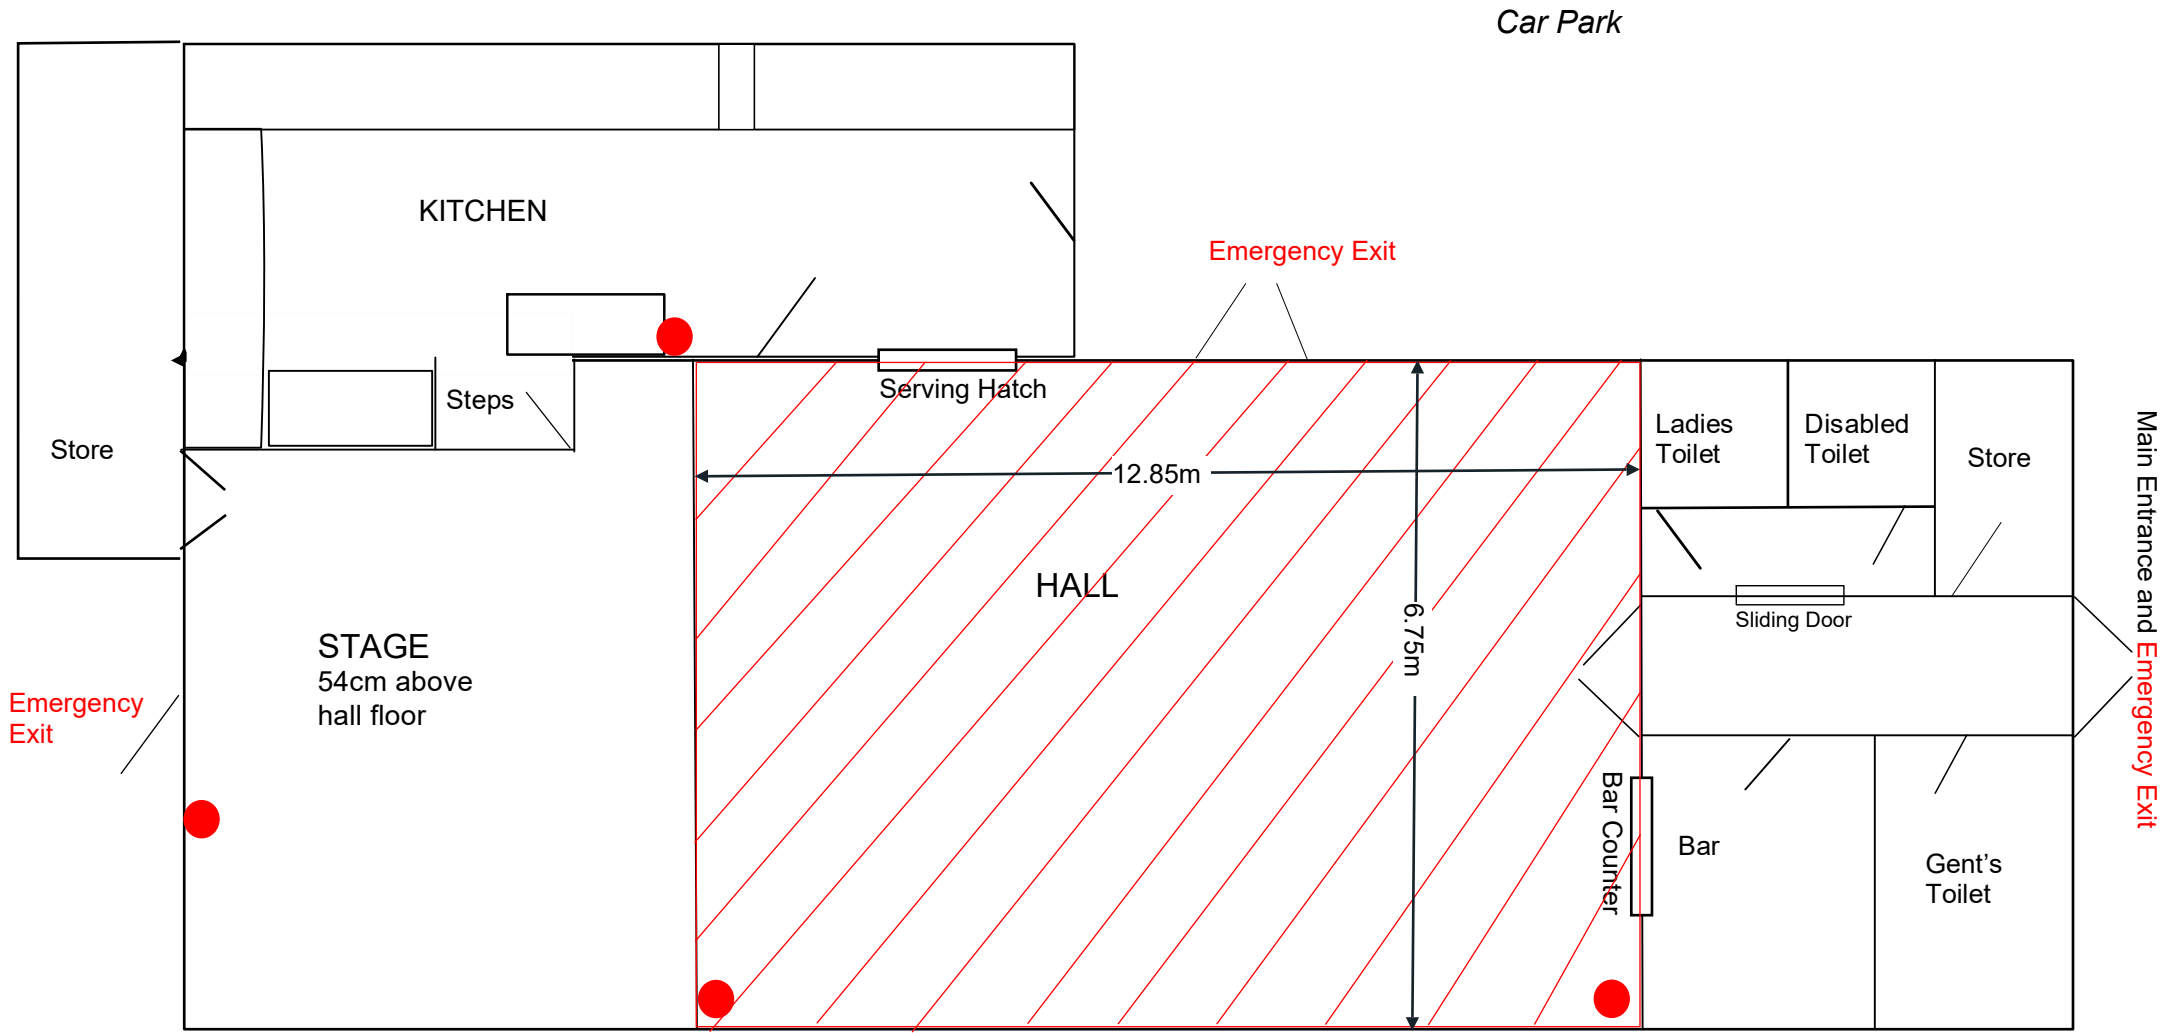 Car Park
KITCHEN
Emergency Exit
Serving Hatch
Steps
Store
Ladies
Toilet
Disabled
Toilet
Store
12.85m
HALL
6.75m
Sliding Door
STAGE
54cm above
hall floor
Emergency
Exit
Bar Counter
Bar
Gent’s
Toilet
Main Entrance and Emergency Exit